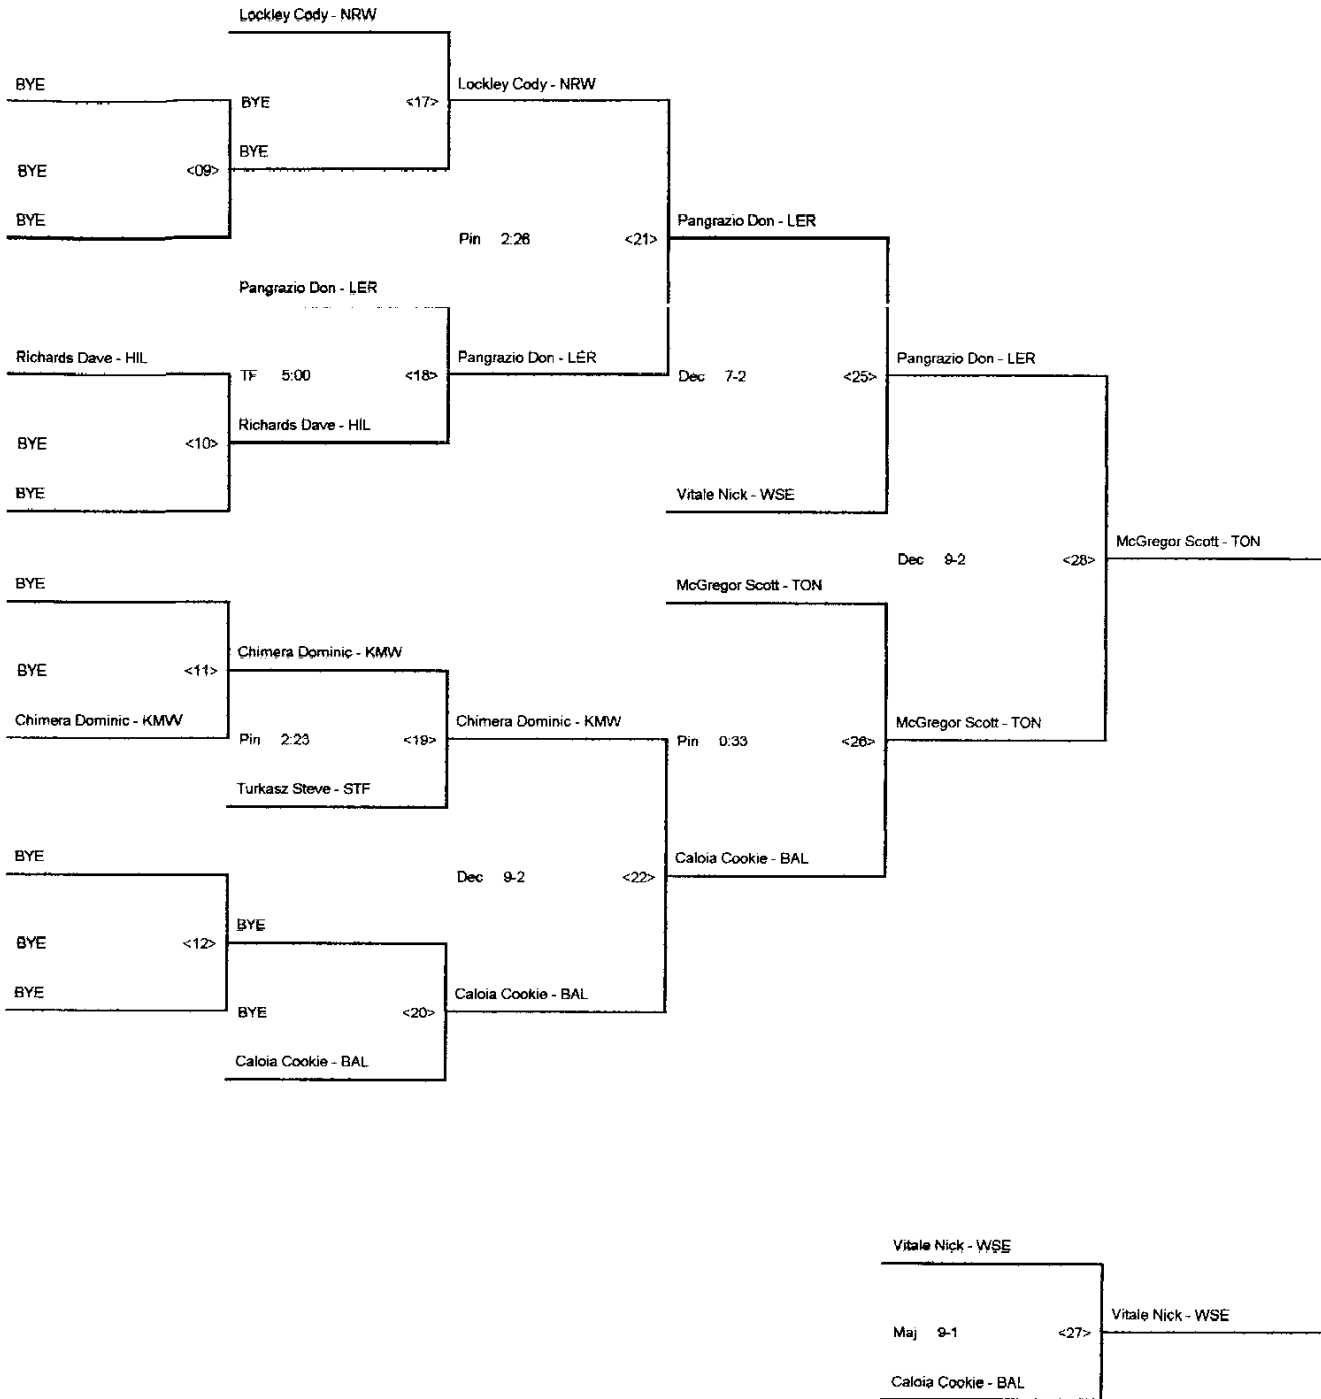 Lockley Cody - NRW
BYE
BYE <17>
Lockley Cody - NRW
BYE
BYE <09>
BYE
Pangrazio Don - LER
Pin 2:26 <21>
Pangrazio Don - LER
Richards Dave - HIL
TF 5:00 <18>
Pangrazio Don - LER
Dec 7-2 <25>
Pangrazio Don - LER
Richards Dave - HIL
BYE <10>
BYE
Vitale Nick - WSE
Dec 9-2 <28>
McGregor Scott - TON
BYE
McGregor Scott - TON
Chimera Dominic - KMW
BYE <11>
Chimera Dominic - KMW
Pin 2:23 <19>
Chimera Dominic - KMW
Pin 0:33 <26>
McGregor Scott - TON
Turkasz Steve - STF
BYE
Dec 9-2 <22>
Caloia Cookie - BAL
BYE
BYE <12>
BYE
BYE <20>
Caloia Cookie - BAL
Caloia Cookie - BAL
Vitale Nick - WSE
Maj 9-1 <27>
Vitale Nick - WSE
Caloia Cookie - BAL